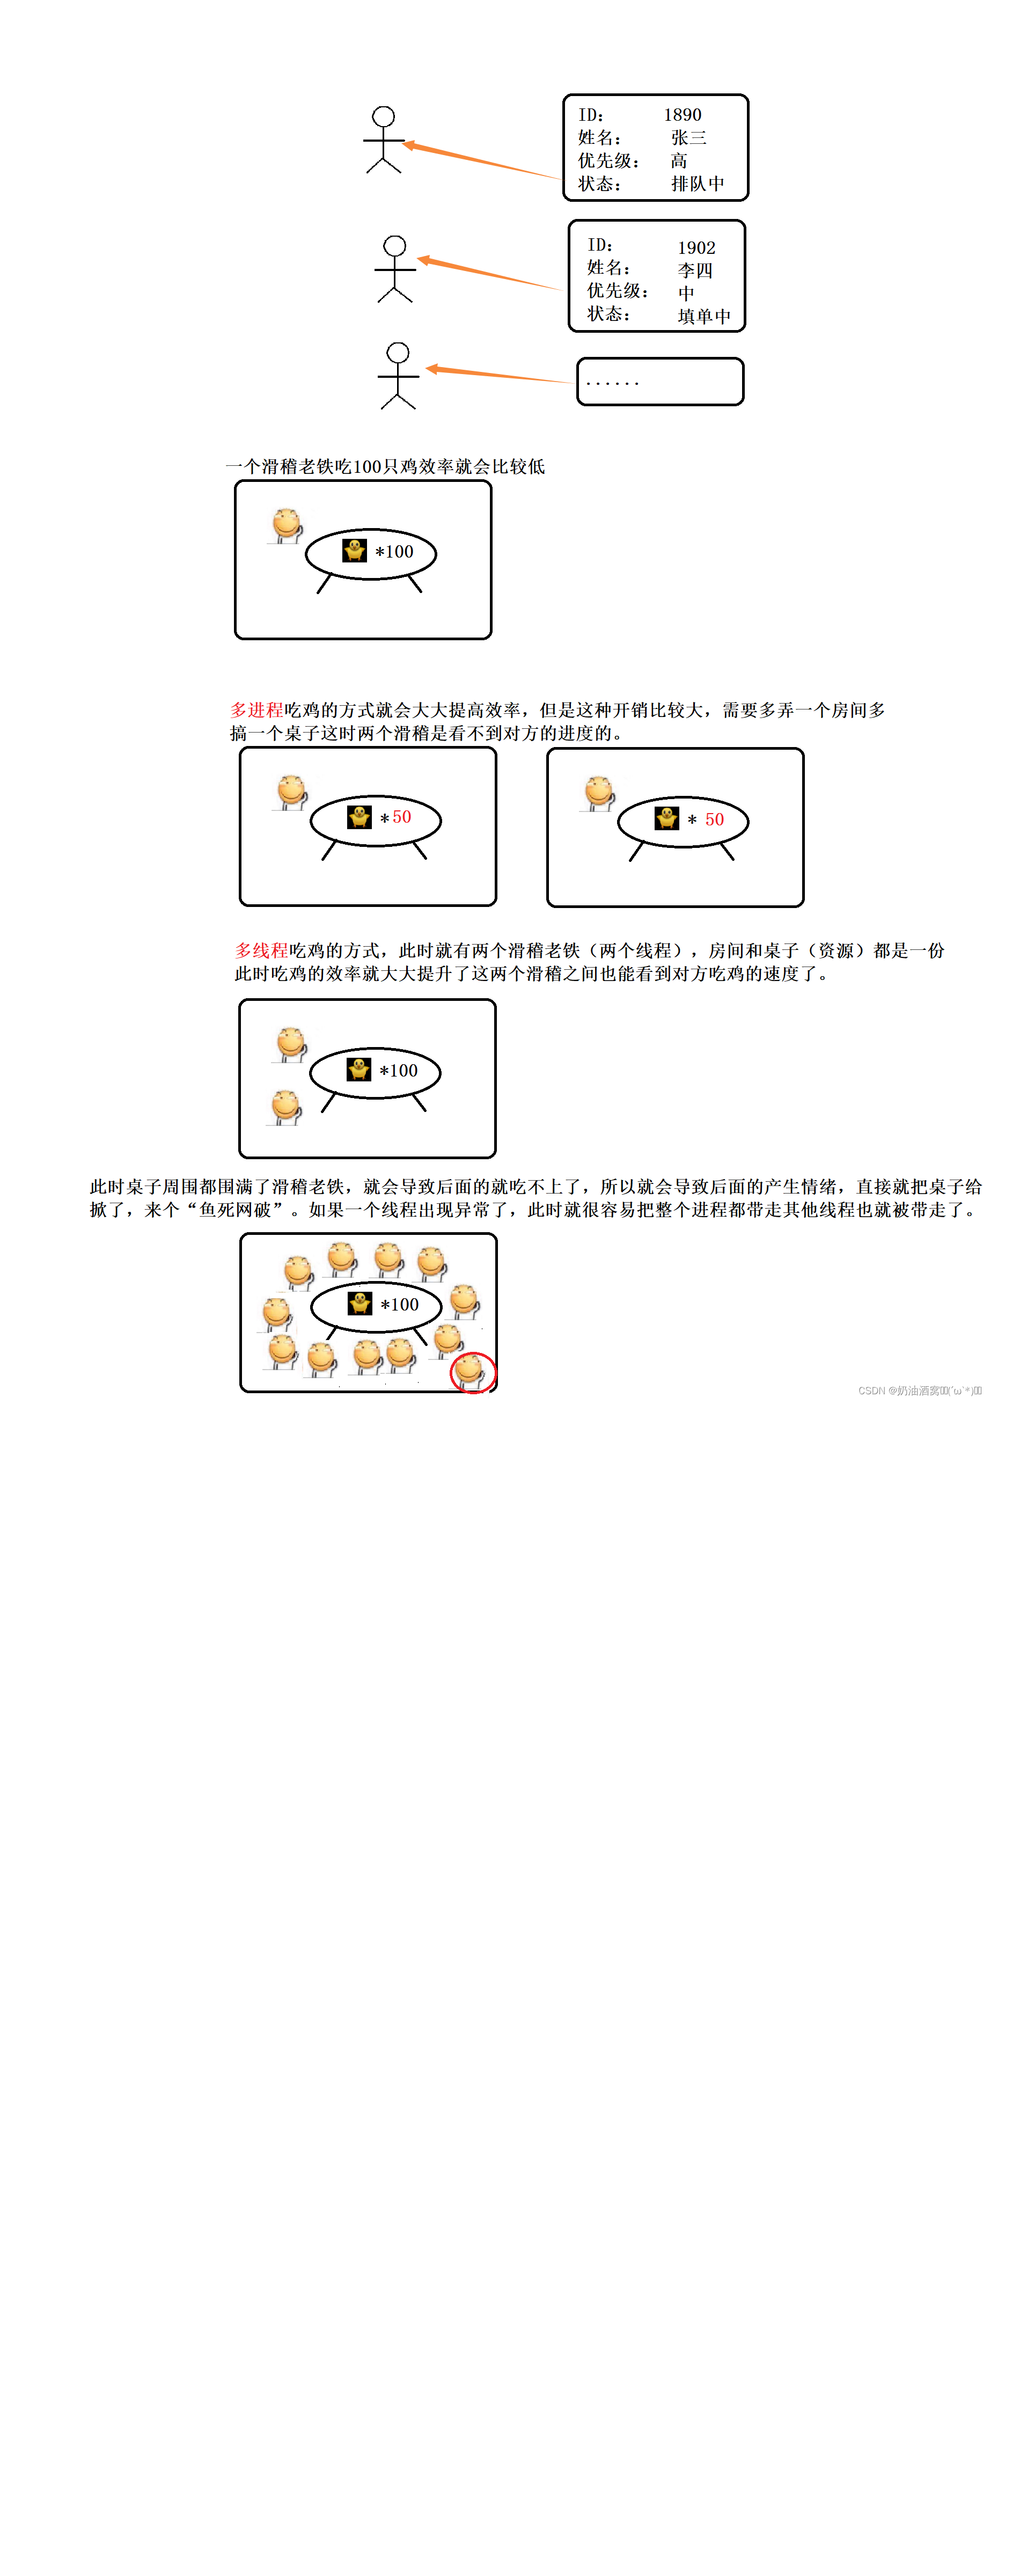 ID： 1890
姓名： 张三
优先级： 高
状态： 排队中
ID： 1902
姓名： 李四
优先级： 中
状态： 填单中
......
一个滑稽老铁吃100只鸡效率就会比较低
*100
多进程吃鸡的方式就会大大提高效率，但是这种开销比较大，需要多弄一个房间多
搞一个桌子这时两个滑稽是看不到对方的进度的。
*50
* 50
多线程吃鸡的方式，此时就有两个滑稽老铁（两个线程），房间和桌子（资源）都是一份
此时吃鸡的效率就大大提升了这两个滑稽之间也能看到对方吃鸡的速度了。
*100
此时桌子周围都围满了滑稽老铁，就会导致后面的就吃不上了，所以就会导致后面的产生情绪，直接就把桌子给
掀了，来个“鱼死网破”。如果一个线程出现异常了，此时就很容易把整个进程都带走其他线程也就被带走了。
*100
CSDN @奶油酒窝